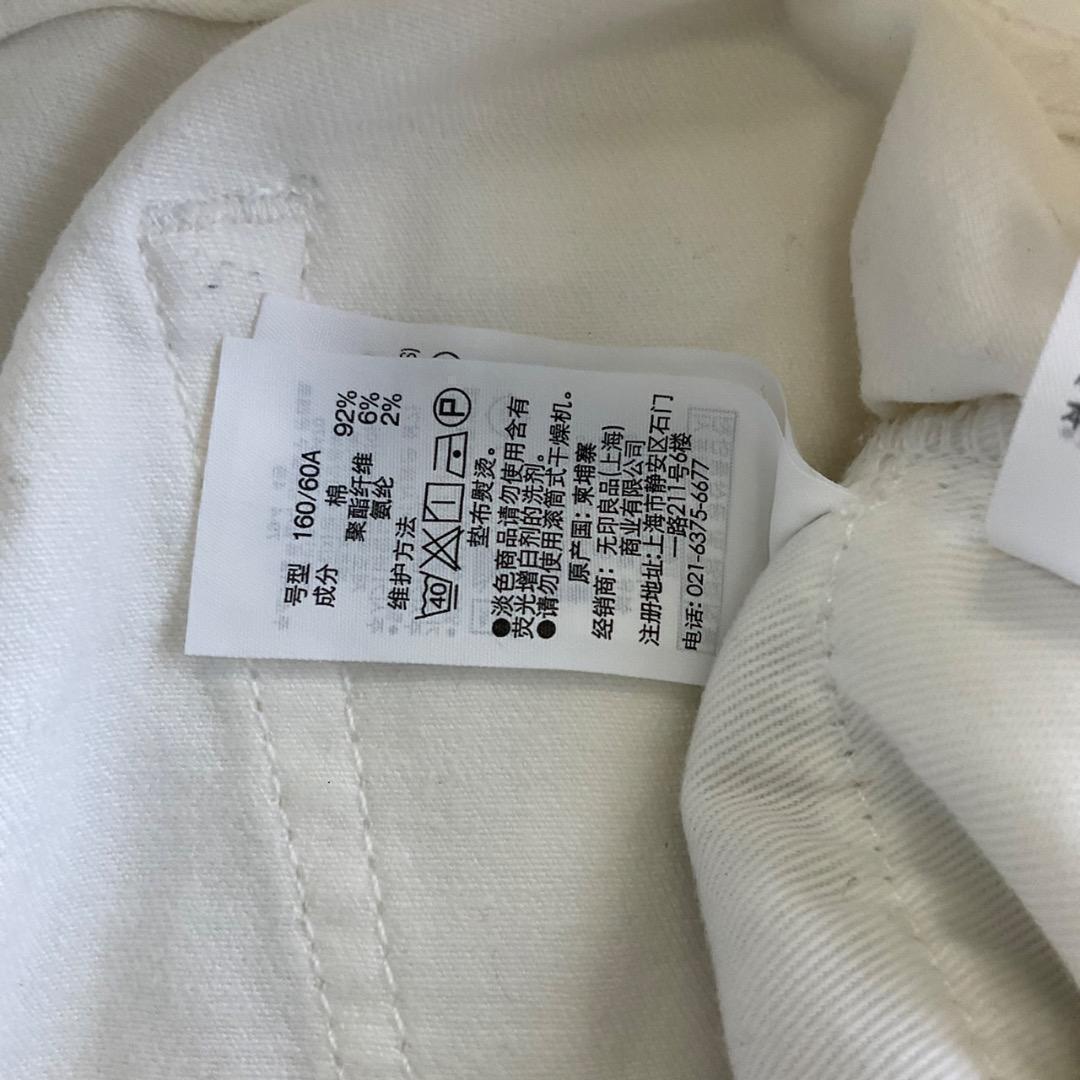 号型 160/60A
成分 棉 92%
聚酯纤维 6%
氨纶 2%
维护方法
40 P
垫布熨烫。
●淡色商品请勿使用含有
荧光增白剂的洗剂。
●请勿使用滚筒式干燥机。
原产国: 柬埔寨
经销商: 无印良品(上海)
商业有限公司
注册地址:上海市静安区石门
一路211号6楼
电话: 021-6375-6677